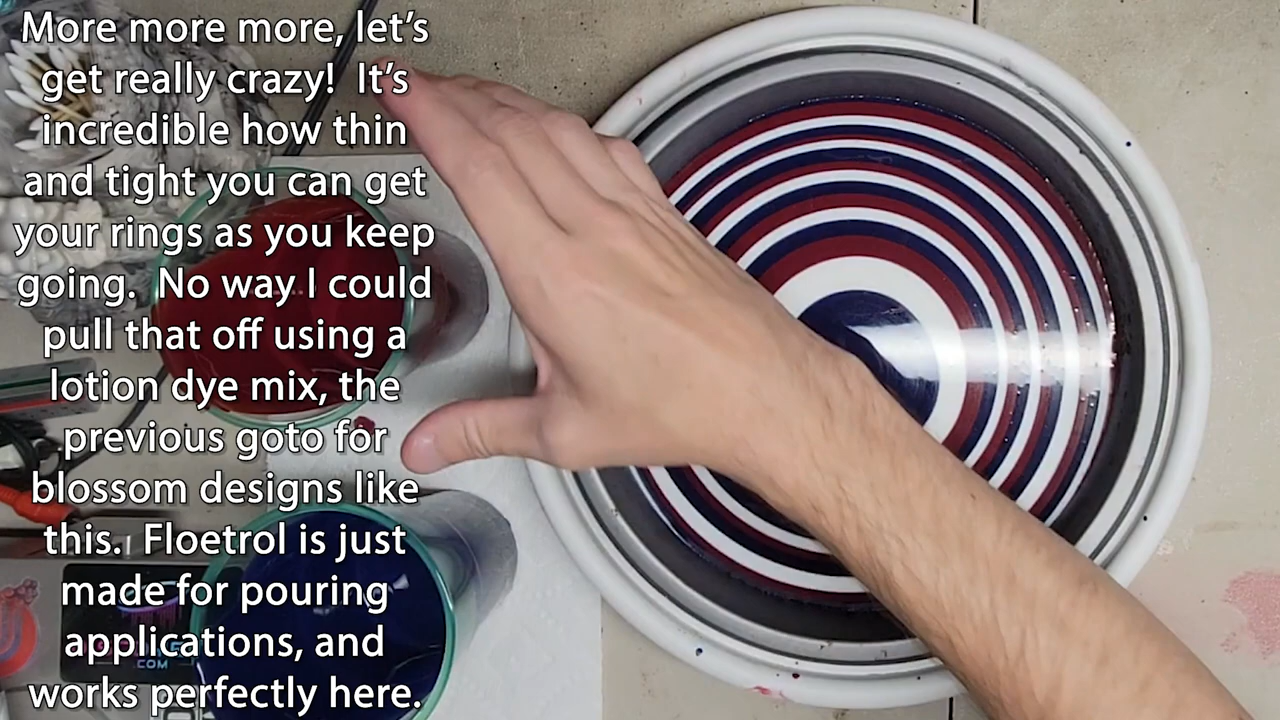 More more more, let’s
get really crazy!  It’s
incredible how thin
and tight you can get
your rings as you keep
going.  No way I could
pull that off using a
lotion dye mix, the
previous goto for
blossom designs like
this.  Floetrol is just
made for pouring
applications, and
.COM
works perfectly here.